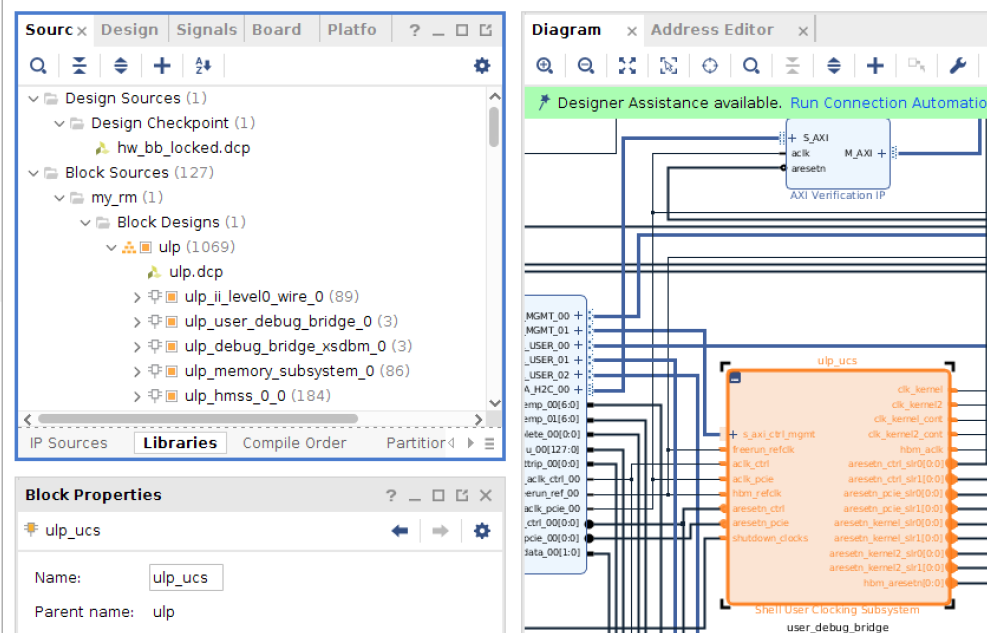 Sourc Design Signals Board Platfo ?
Design Sources (1)
Design Checkpoint (1)
hw_bb_locked.dcp
Block Sources (127)
my_rm (1)
Block Designs (1)
ulp (1069)
ulp.dcp
ulp_ii_level0_wire_0 (89)
ulp_user_debug_bridge_0 (3)
ulp_debug_bridge_xsdbm_0 (3)
ulp_memory_subsystem_0 (86)
ulp_hmss_0_0 (184)
IP Sources Libraries Compile Order Partition
Block Properties ?
ulp_ucs
Name: ulp_ucs
Parent name: ulp
Diagram Address Editor
Designer Assistance available. Run Connection Automatio
S_AXI
aclk
aresetn
M_AXI
AXI Verification IP
MGMT_00
_MGMT_01
_USER_00
_USER_01
_USER_02
A_H2C_00
emp_00[6:0]
emp_01[6:0]
plete_00[0:0]
u_00[127:0]
ttrip_00[0:0]
_aclk_ctrl_00
erun_ref_00
aclk_pcie_00
_ctrl_00[0:0]
pcie_00[0:0]
data_00[1:0]
ulp_ucs
s_axi_ctrl_mgmt
freerun_refclk
aclk_ctrl
aclk_pcie
hbm_refclk
aresetn_ctrl
aresetn_pcie
shutdown_clocks
clk_kernel
clk_kernel2
clk_kernel_cont
clk_kernel2_cont
hbm_aclk
aresetn_ctrl_slr0[0:0]
aresetn_ctrl_slr1[0:0]
aresetn_pcie_slr0[0:0]
aresetn_pcie_slr1[0:0]
aresetn_kernel_slr0[0:0]
aresetn_kernel_slr1[0:0]
aresetn_kernel2_slr0[0:0]
aresetn_kernel2_slr1[0:0]
hbm_aresetn[0:0]
Shell User Clocking Subsystem
user_debug_bridge